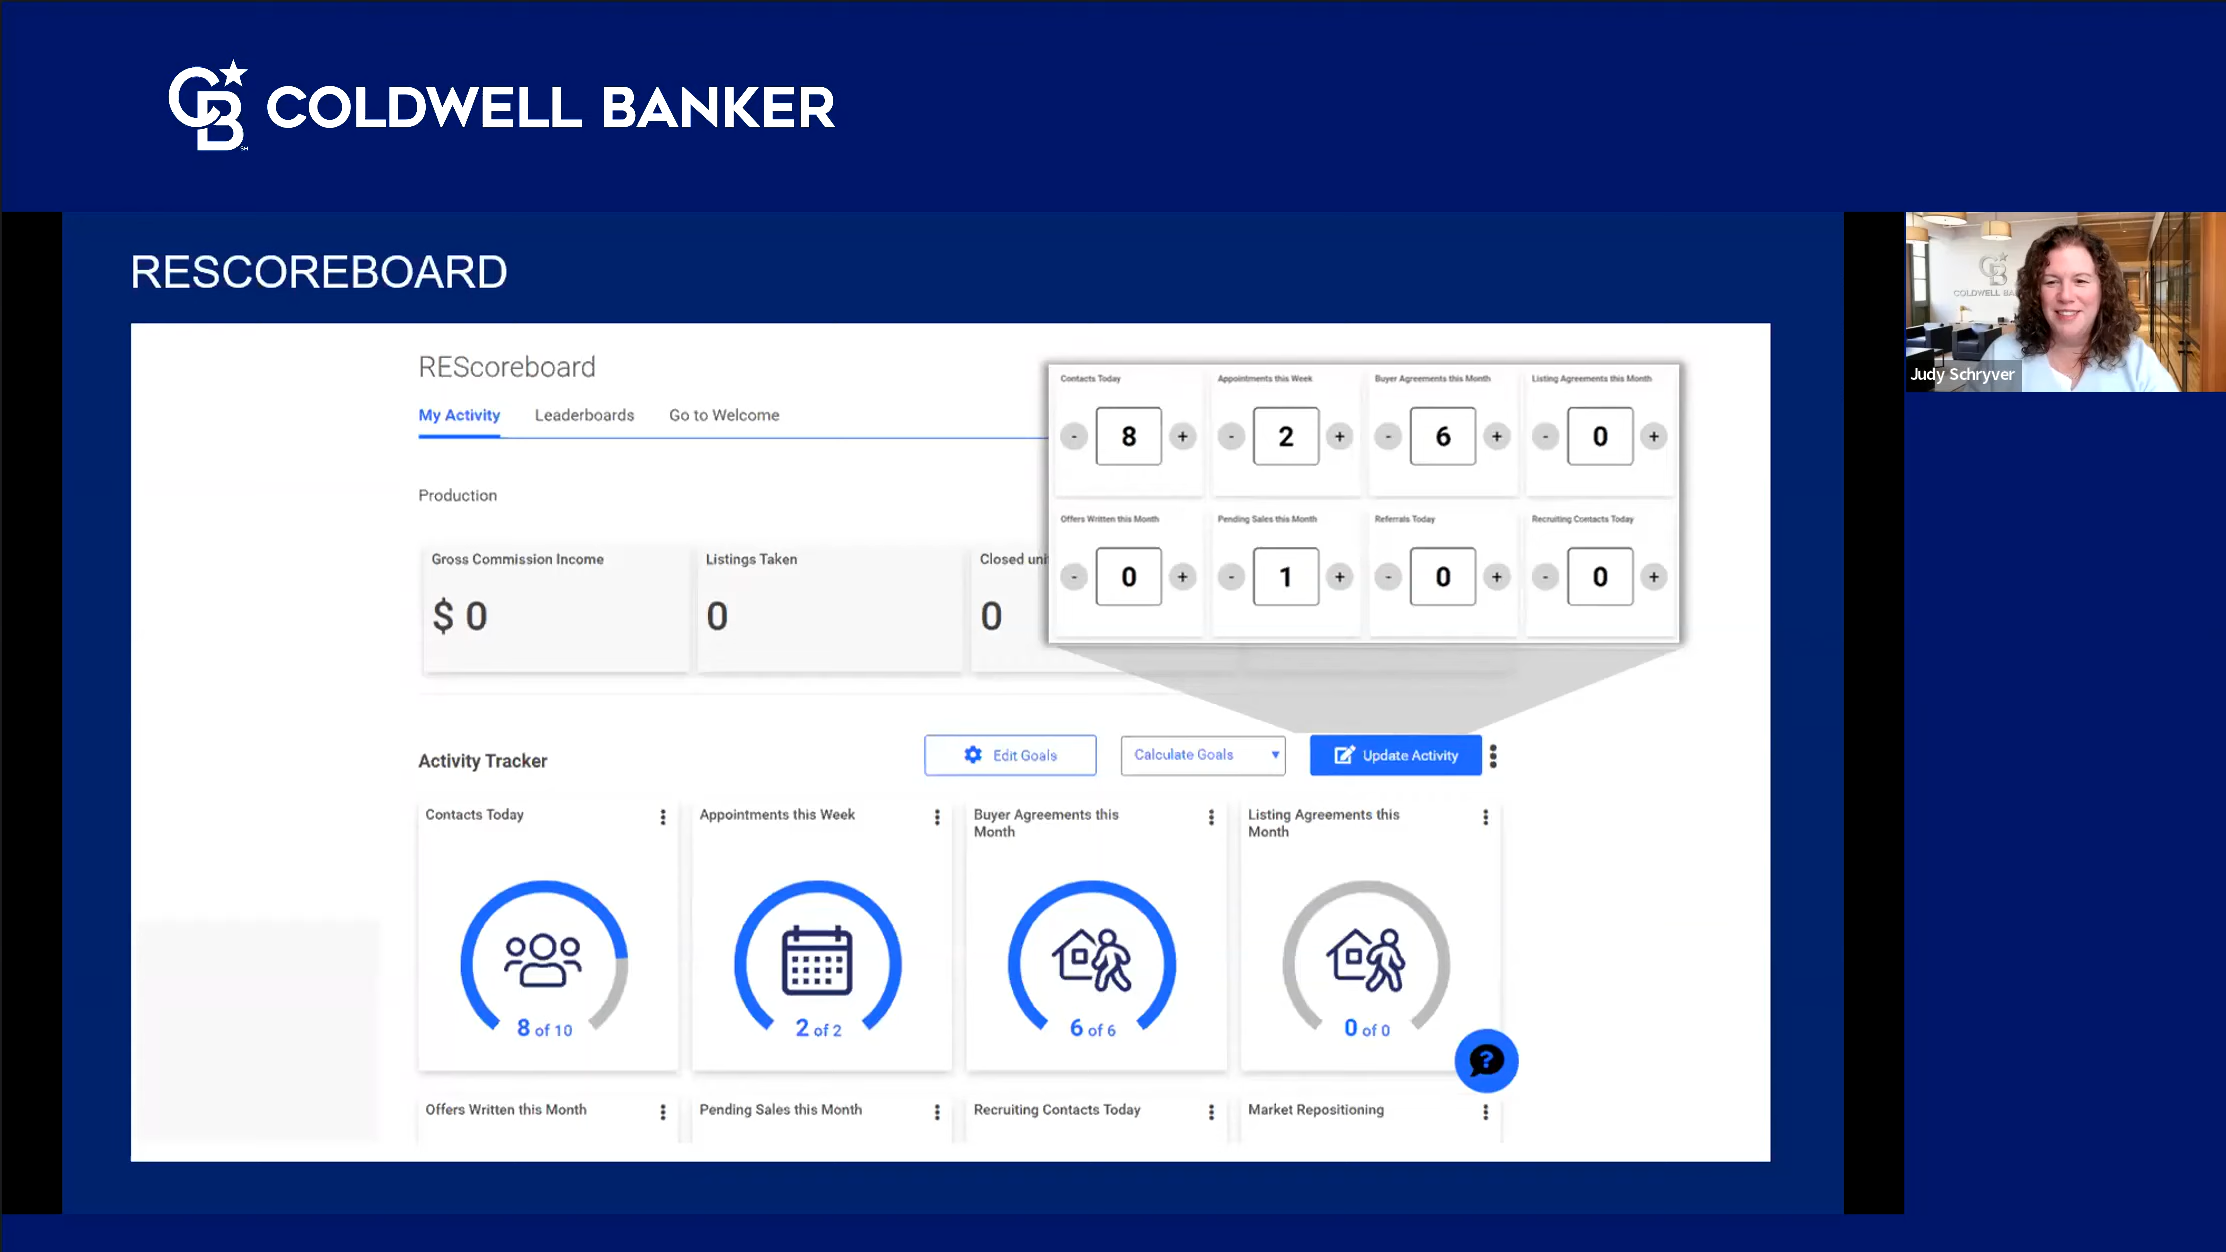 COLDWELL BANKER
RESCOREBOARD
Judy Schryver
REScoreboard
My Activity Leaderboards Go to Welcome
Contacts Today Appointments this Week Buyer Agreements this Month Listing Agreements this Month
- 8 + - 2 + - 6 + - 0 +
Offers Written this Month Pending Sales this Month Referrals Today Recruiting Contacts Today
- 0 + - 1 + - 0 + - 0 +
Production
Gross Commission Income Listings Taken Closed uni
$ 0 0 0
Activity Tracker Edit Goals Calculate Goals Update Activity
Contacts Today Appointments this Week Buyer Agreements this Month Listing Agreements this Month
8 of 10 2 of 2 6 of 6 0 of 0
?
Offers Written this Month Pending Sales this Month Recruiting Contacts Today Market Repositioning